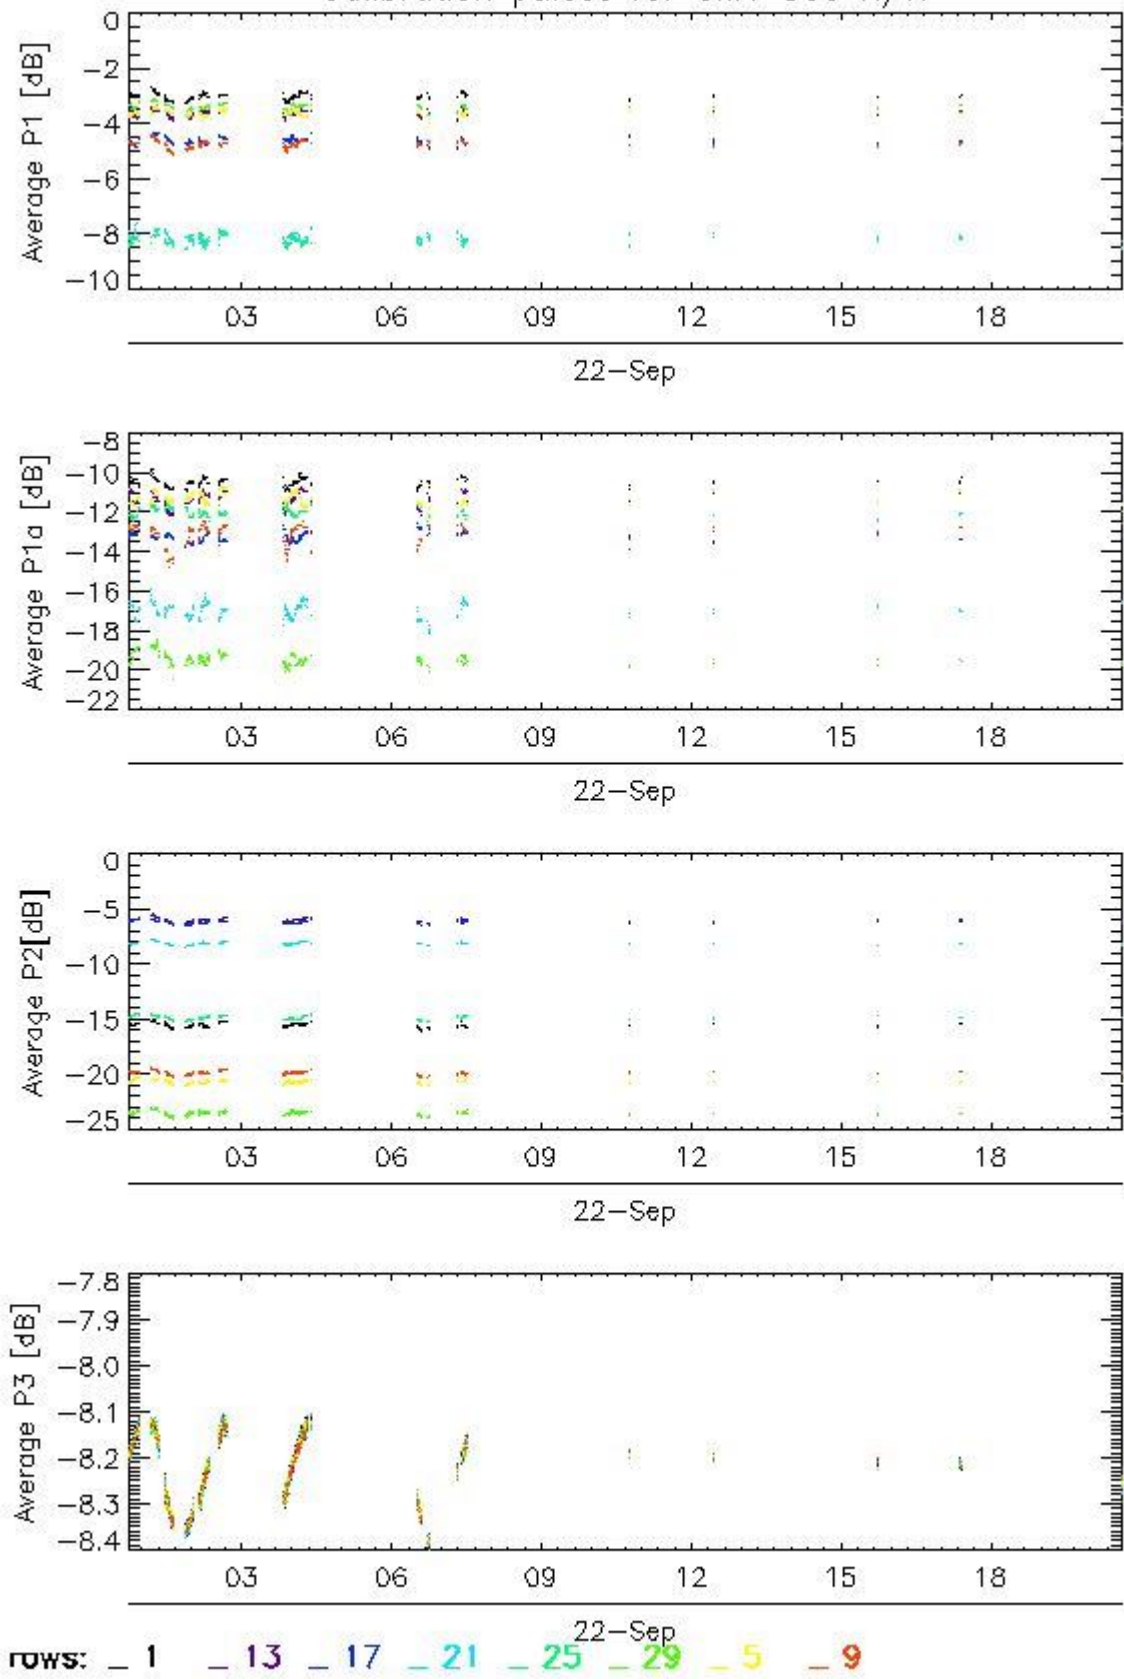 Average P1 [dB]
0
−2
−4
−6
−8
−10
03 06 09 12 15 18
22−Sep
Average P1a [dB]
−8
−10
−12
−14
−16
−18
−20
−22
03 06 09 12 15 18
22−Sep
Average P2[dB]
0
−5
−10
−15
−20
−25
03 06 09 12 15 18
22−Sep
Average P3 [dB]
−7.8
−7.9
−8.0
−8.1
−8.2
−8.3
−8.4
03 06 09 12 15 18
22−Sep
rows: _ 1 _ 13 _ 17 _ 21 _ 25 _ 29 _ 5 _ 9